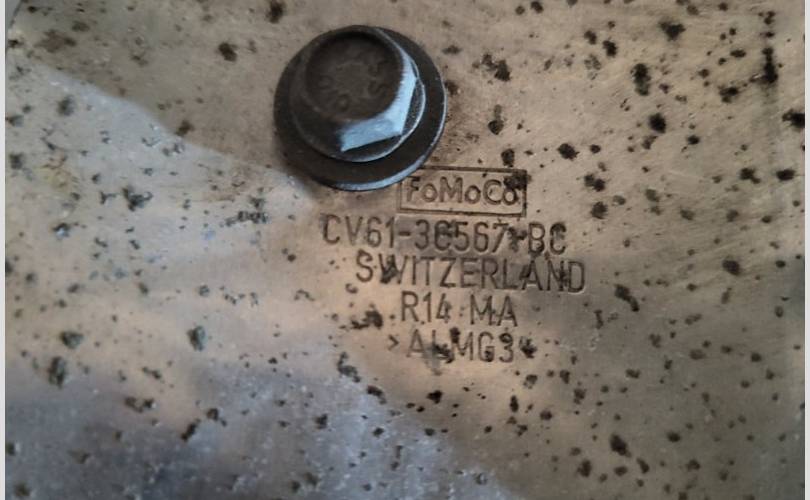 FoMoCo
CV61-3C567-BC
SWITZERLAND
R14 MA
>ALMG3<